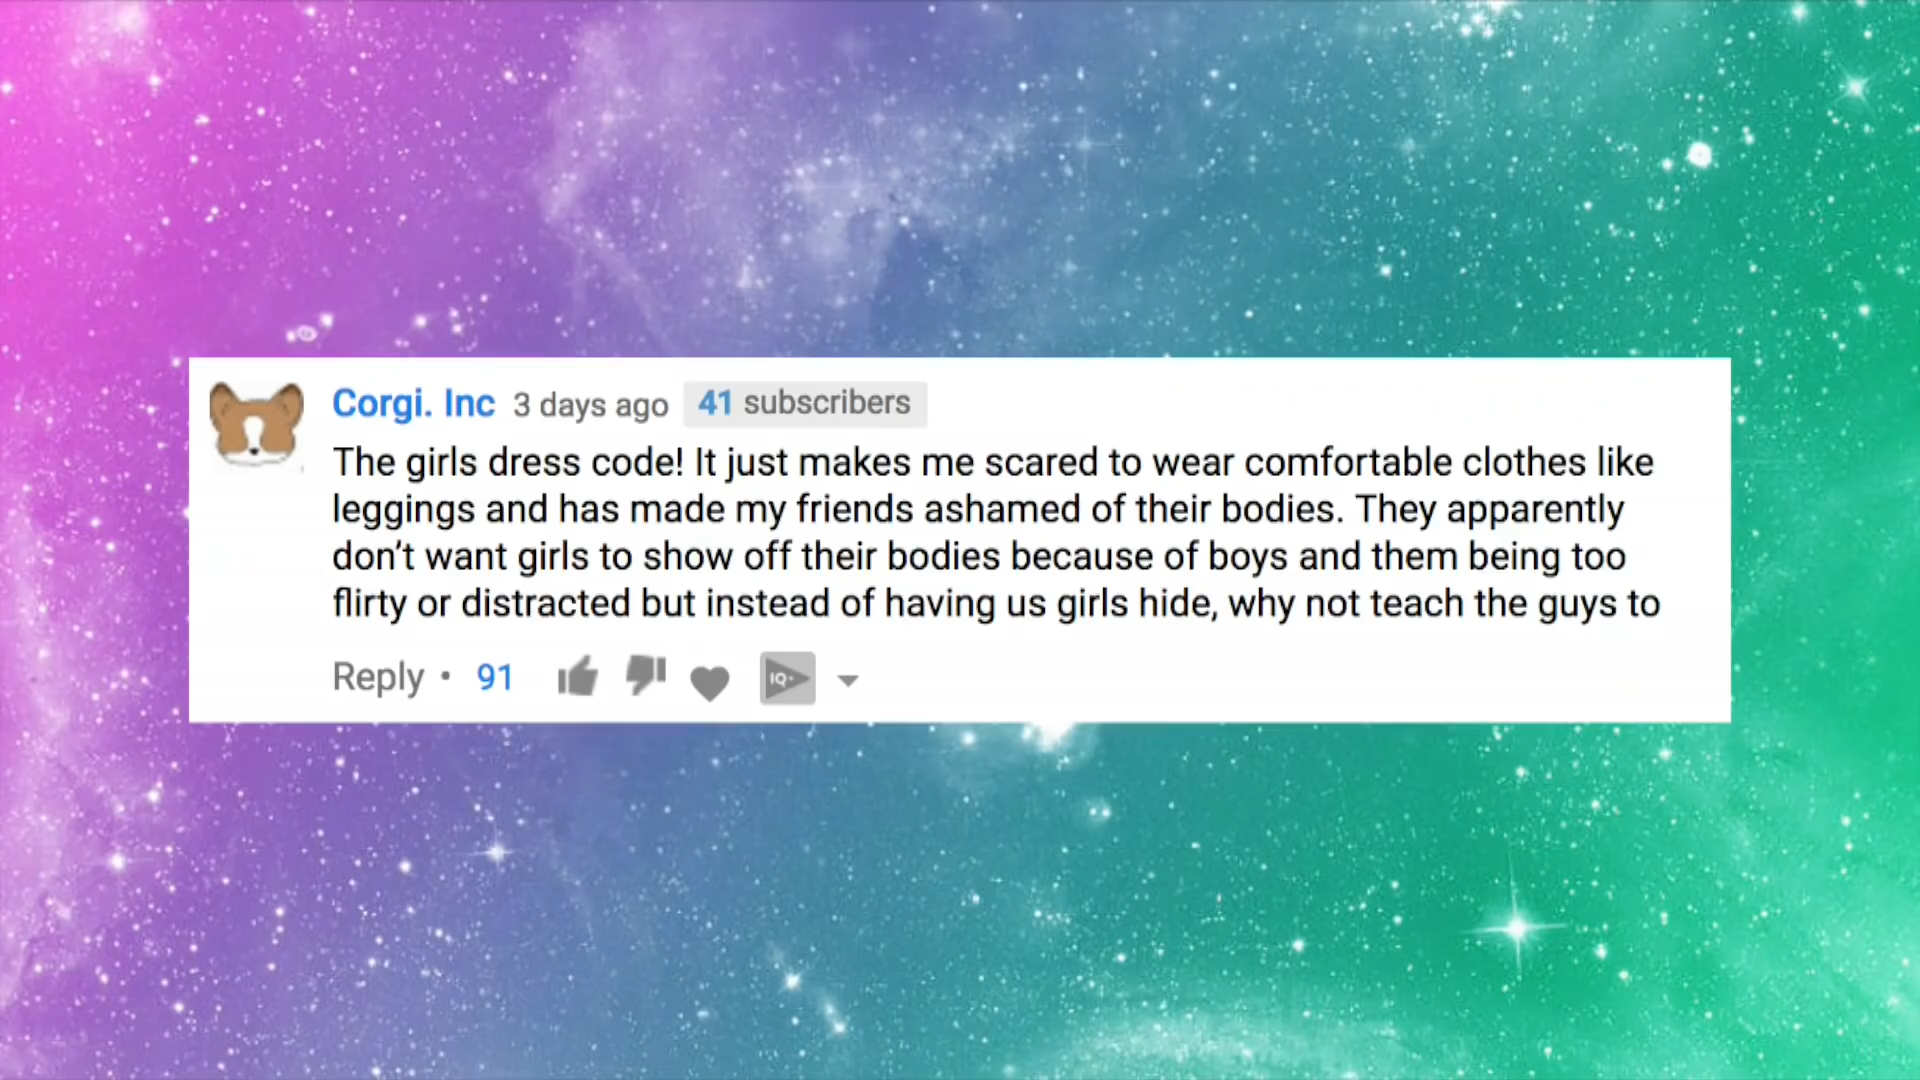 Corgi. Inc 3 days ago 41 subscribers
The girls dress code! It just makes me scared to wear comfortable clothes like
leggings and has made my friends ashamed of their bodies. They apparently
don’t want girls to show off their bodies because of boys and them being too
flirty or distracted but instead of having us girls hide, why not teach the guys to
Reply • 91 IQ+